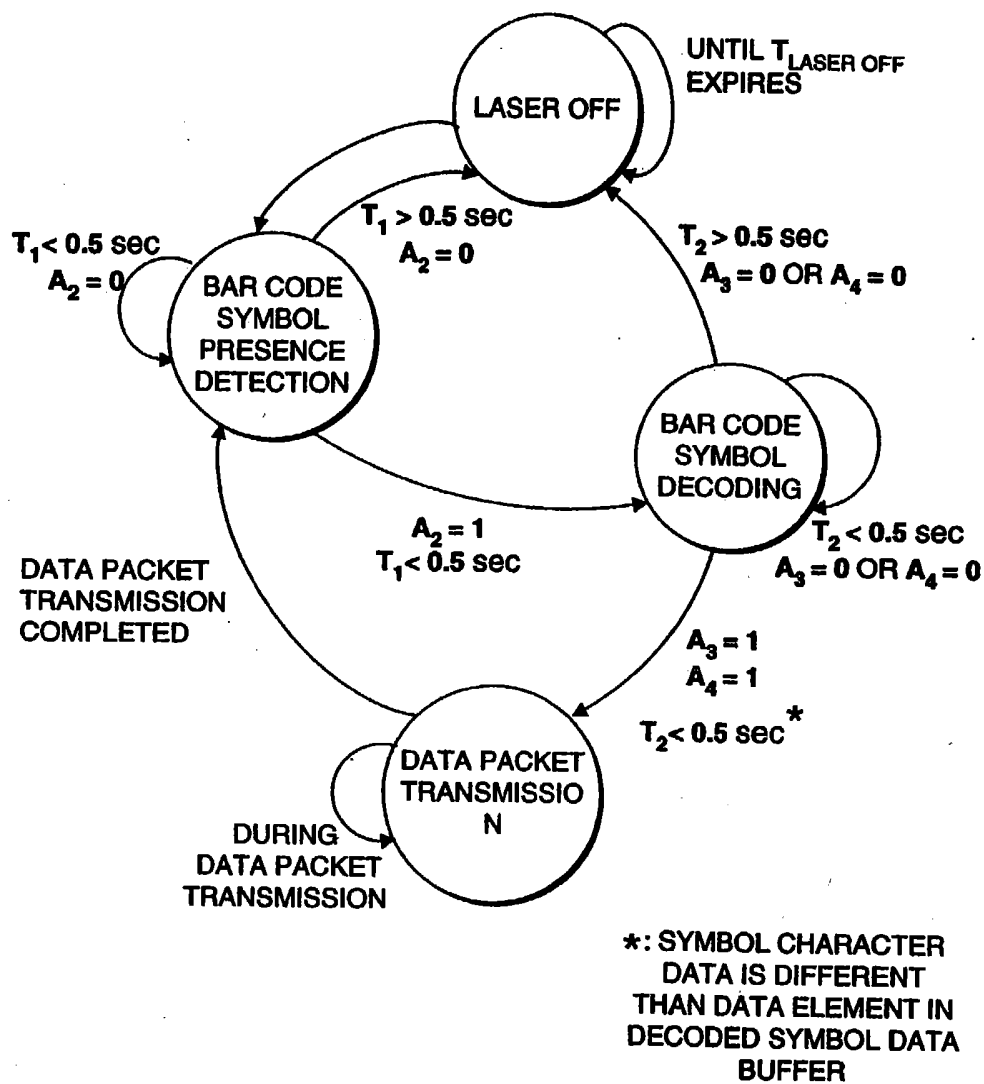 UNTIL T_LASER OFF
EXPIRES
LASER OFF
T₁ > 0.5 sec
A₂ = 0
T₂ > 0.5 sec
A₃ = 0 OR A₄ = 0
T₁ < 0.5 sec
A₂ = 0
BAR CODE
SYMBOL
PRESENCE
DETECTION
BAR CODE
SYMBOL
DECODING
A₂ = 1
T₁ < 0.5 sec
T₂ < 0.5 sec
A₃ = 0 OR A₄ = 0
DATA PACKET
TRANSMISSION
COMPLETED
A₃ = 1
A₄ = 1
T₂ < 0.5 sec*
DATA PACKET
TRANSMISSIO
N
DURING
DATA PACKET
TRANSMISSION
*: SYMBOL CHARACTER
DATA IS DIFFERENT
THAN DATA ELEMENT IN
DECODED SYMBOL DATA
BUFFER